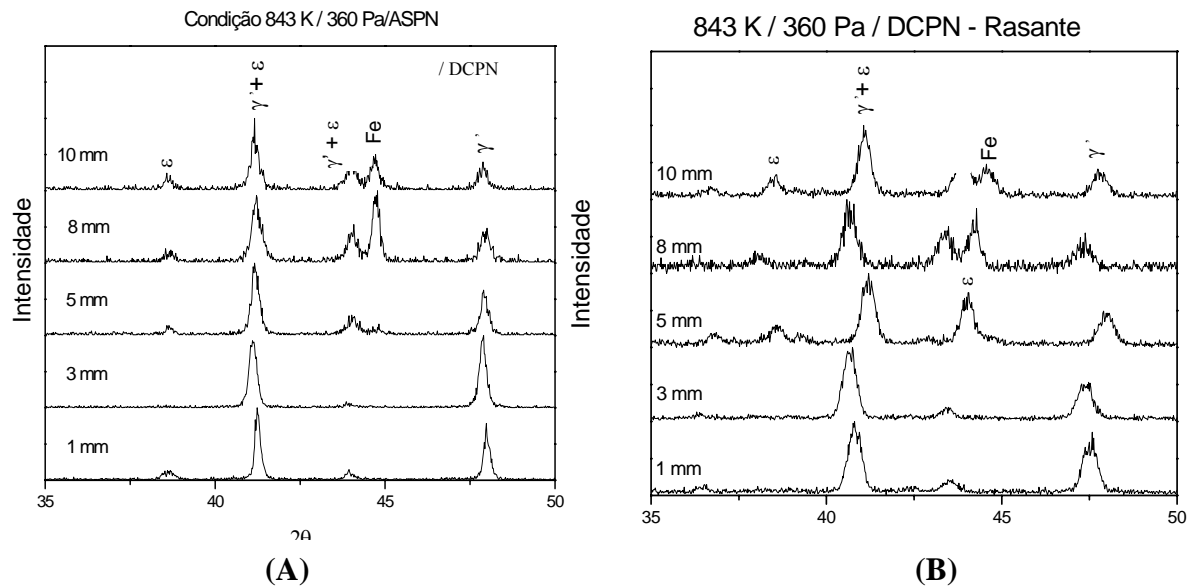 Condição 843 K / 360 Pa/ASPN
/ DCPN
γ'+ ε
ε
γ'+ ε
Fe
γ'
10 mm
8 mm
5 mm
3 mm
1 mm
Intensidade
35 40 45 50
2θ
(A)
843 K / 360 Pa / DCPN - Rasante
γ'+ ε
ε
Fe
γ'
10 mm
8 mm
ε
5 mm
3 mm
1 mm
Intensidade
35 40 45 50
(B)